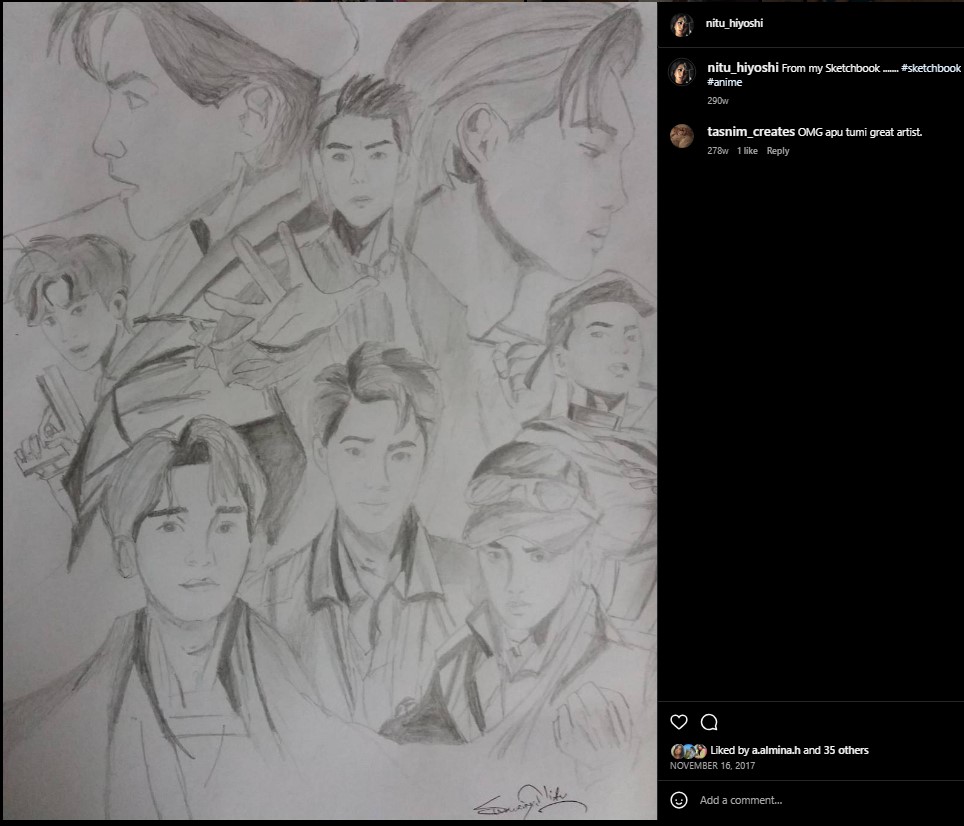 nitu_hiyoshi
nitu_hiyoshi From my Sketchbook ....... #sketchbook
#anime
290w
tasnim_creates OMG apu tumi great artist.
278w 1 like Reply
Liked by a.almina.h and 35 others
NOVEMBER 16, 2017
Add a comment...